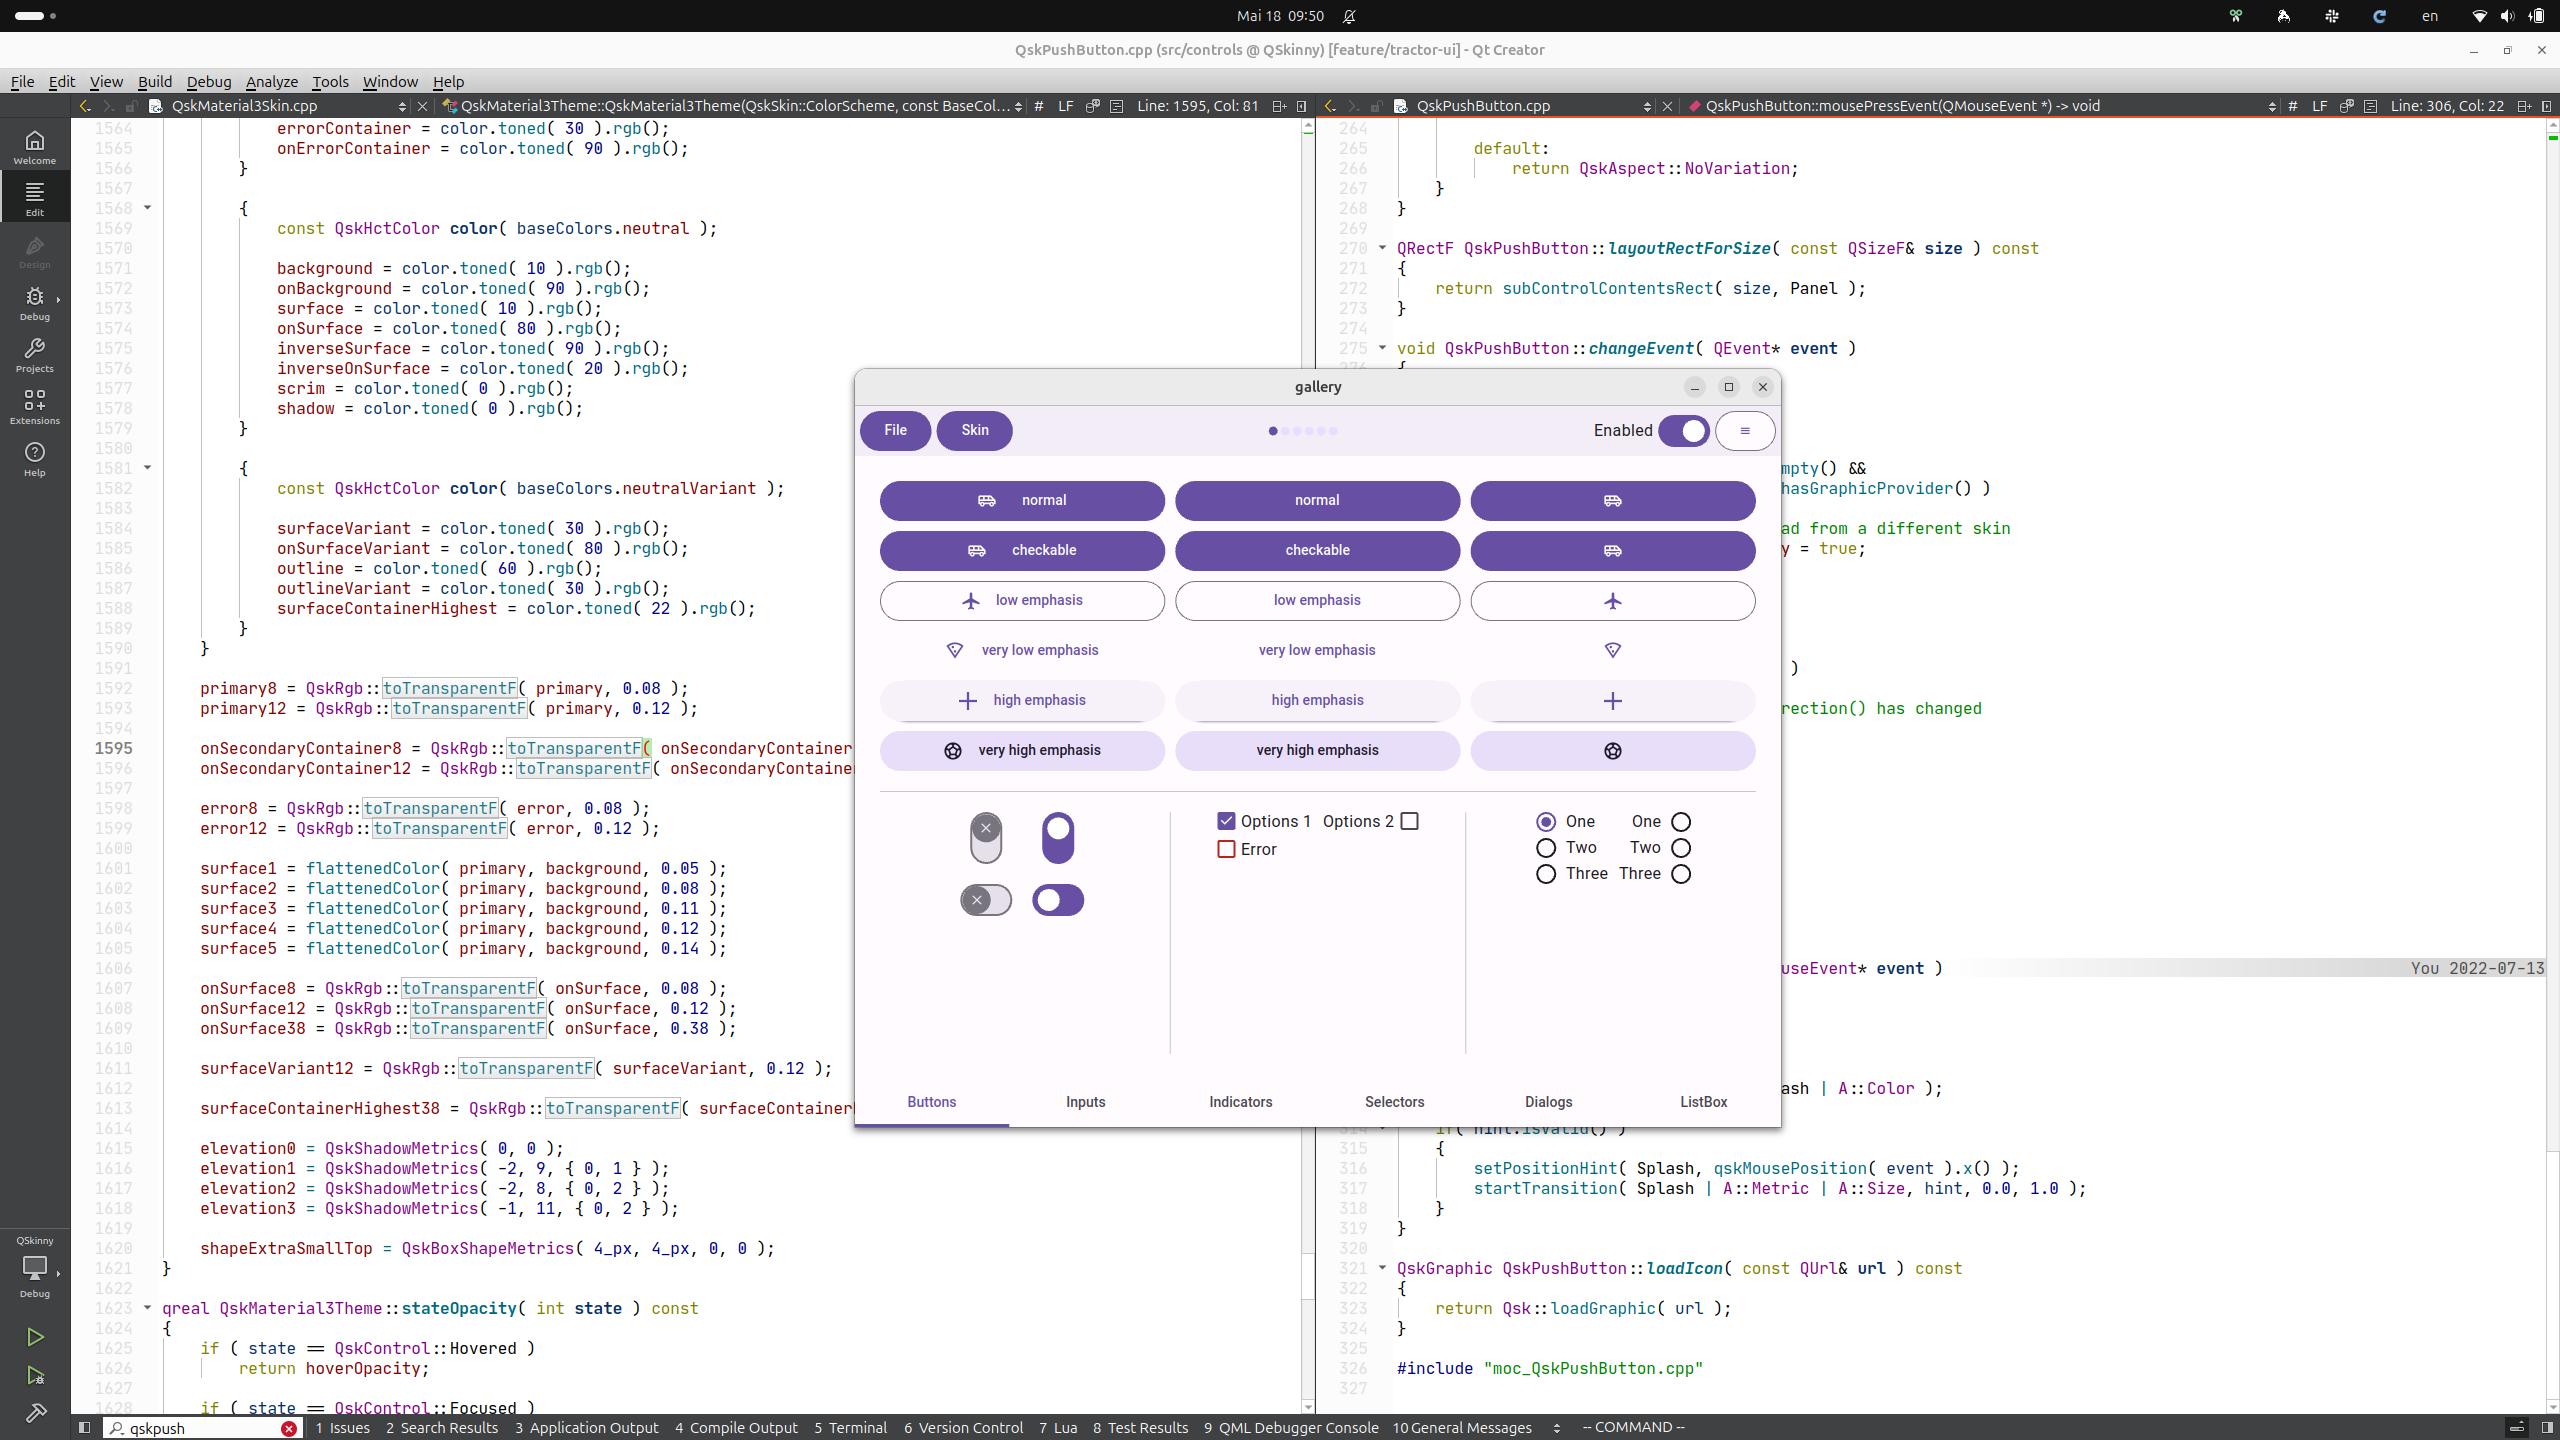 Mai 18 09:50
en
QskPushButton.cpp (src/controls @ QSkinny) [feature/tractor-ui] - Qt Creator
File Edit View Build Debug Analyze Tools Window Help
QskMaterial3Skin.cpp
QskMaterial3Theme::QskMaterial3Theme(QskSkin::ColorScheme, const BaseCol...
# LF Line: 1595, Col: 81
QskPushButton.cpp
QskPushButton::mousePressEvent(QMouseEvent *) -> void
# LF Line: 306, Col: 22
Welcome
Edit
Design
Debug
Projects
Extensions
Help
QSkinny
Debug
1564 errorContainer = color.toned( 30 ).rgb();
1565 onErrorContainer = color.toned( 90 ).rgb();
1566 }
1567
1568 {
1569 const QskHctColor color( baseColors.neutral );
1570
1571 background = color.toned( 10 ).rgb();
1572 onBackground = color.toned( 90 ).rgb();
1573 surface = color.toned( 10 ).rgb();
1574 onSurface = color.toned( 80 ).rgb();
1575 inverseSurface = color.toned( 90 ).rgb();
1576 inverseOnSurface = color.toned( 20 ).rgb();
1577 scrim = color.toned( 0 ).rgb();
1578 shadow = color.toned( 0 ).rgb();
1579 }
1580
1581 {
1582 const QskHctColor color( baseColors.neutralVariant );
1583
1584 surfaceVariant = color.toned( 30 ).rgb();
1585 onSurfaceVariant = color.toned( 80 ).rgb();
1586 outline = color.toned( 60 ).rgb();
1587 outlineVariant = color.toned( 30 ).rgb();
1588 surfaceContainerHighest = color.toned( 22 ).rgb();
1589 }
1590 }
1591
1592 primary8 = QskRgb::toTransparentF( primary, 0.08 );
1593 primary12 = QskRgb::toTransparentF( primary, 0.12 );
1594
1595 onSecondaryContainer8 = QskRgb::toTransparentF( onSecondaryContainer
1596 onSecondaryContainer12 = QskRgb::toTransparentF( onSecondaryContainer
1597
1598 error8 = QskRgb::toTransparentF( error, 0.08 );
1599 error12 = QskRgb::toTransparentF( error, 0.12 );
1600
1601 surface1 = flattenedColor( primary, background, 0.05 );
1602 surface2 = flattenedColor( primary, background, 0.08 );
1603 surface3 = flattenedColor( primary, background, 0.11 );
1604 surface4 = flattenedColor( primary, background, 0.12 );
1605 surface5 = flattenedColor( primary, background, 0.14 );
1606
1607 onSurface8 = QskRgb::toTransparentF( onSurface, 0.08 );
1608 onSurface12 = QskRgb::toTransparentF( onSurface, 0.12 );
1609 onSurface38 = QskRgb::toTransparentF( onSurface, 0.38 );
1610
1611 surfaceVariant12 = QskRgb::toTransparentF( surfaceVariant, 0.12 );
1612
1613 surfaceContainerHighest38 = QskRgb::toTransparentF( surfaceContainer
1614
1615 elevation0 = QskShadowMetrics( 0, 0 );
1616 elevation1 = QskShadowMetrics( -2, 9, { 0, 1 } );
1617 elevation2 = QskShadowMetrics( -2, 8, { 0, 2 } );
1618 elevation3 = QskShadowMetrics( -1, 11, { 0, 2 } );
1619
1620 shapeExtraSmallTop = QskBoxShapeMetrics( 4_px, 4_px, 0, 0 );
1621 }
1622
1623 qreal QskMaterial3Theme::stateOpacity( int state ) const
1624 {
1625 if ( state == QskControl::Hovered )
1626 return hoverOpacity;
1627
1628 if ( state == QskControl::Focused )
264
265 default:
266 return QskAspect::NoVariation;
267 }
268 }
269
270 QRectF QskPushButton::layoutRectForSize( const QSizeF& size ) const
271 {
272 return subControlContentsRect( size, Panel );
273 }
274
275 void QskPushButton::changeEvent( QEvent* event )
276 {
mpty() &&
hasGraphicProvider() )
ad from a different skin
y = true;
)
rection() has changed
useEvent* event ) You 2022-07-13
ash | A::Color );
314 if( hint.isValid() )
315 {
316 setPositionHint( Splash, qskMousePosition( event ).x() );
317 startTransition( Splash | A::Metric | A::Size, hint, 0.0, 1.0 );
318 }
319 }
320
321 QskGraphic QskPushButton::loadIcon( const QUrl& url ) const
322 {
323 return Qsk::loadGraphic( url );
324 }
325
326 #include "moc_QskPushButton.cpp"
327
gallery
File Skin Enabled ≡
normal normal
checkable checkable
low emphasis low emphasis
very low emphasis very low emphasis
high emphasis high emphasis
very high emphasis very high emphasis
Options 1 Options 2
Error
One One
Two Two
Three Three
Buttons Inputs Indicators Selectors Dialogs ListBox
qskpush
1 Issues 2 Search Results 3 Application Output 4 Compile Output 5 Terminal 6 Version Control 7 Lua 8 Test Results 9 QML Debugger Console 10 General Messages -- COMMAND --